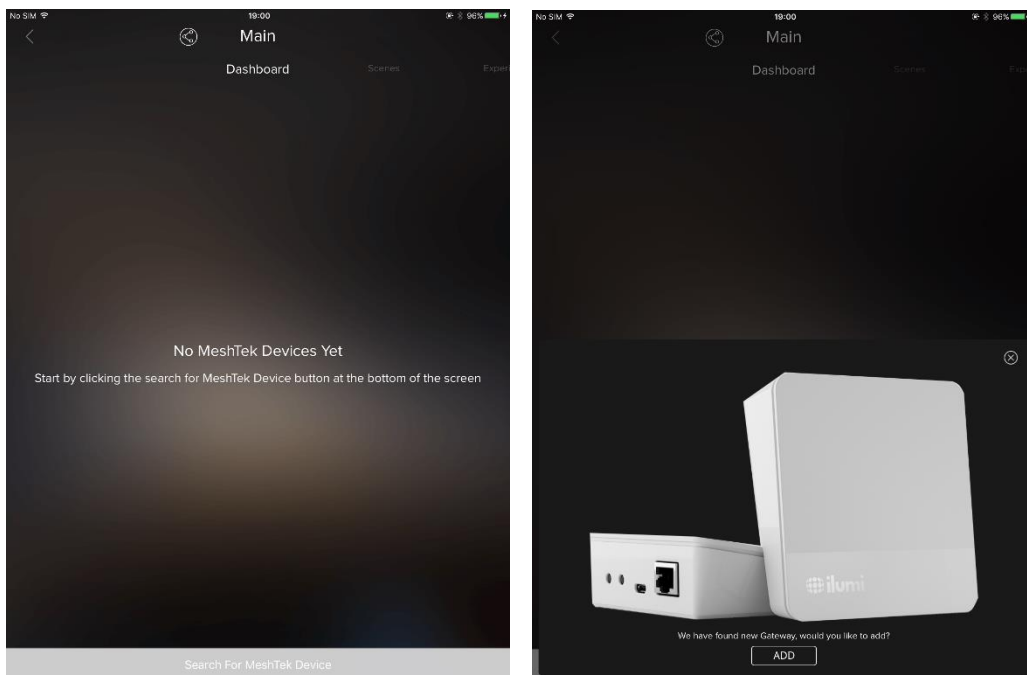 No SIM 19:00 96%
Main
Dashboard Scenes
No MeshTek Devices Yet
Start by clicking the search for MeshTek Device button at the bottom of the screen
Search For MeshTek Device
No SIM 19:00 96%
Main
Dashboard Scenes
ilumi
We have found new Gateway, would you like to add?
ADD